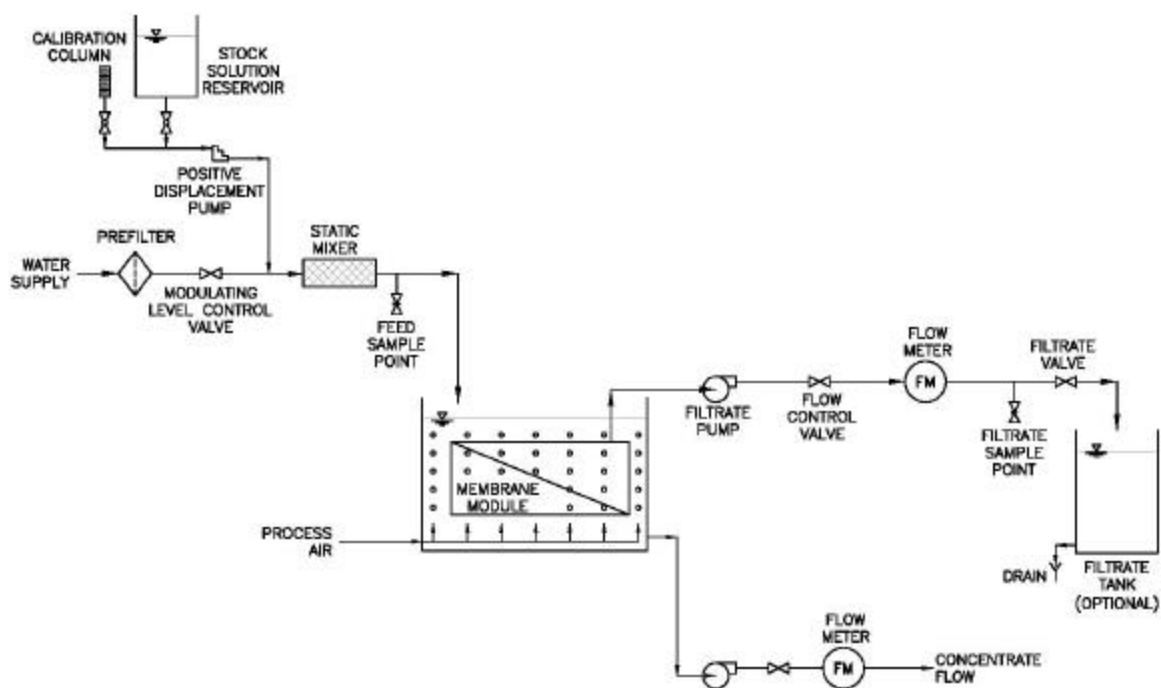 CALIBRATION
COLUMN
STOCK
SOLUTION
RESERVOIR
POSITIVE
DISPLACEMENT
PUMP
PREFILTER
WATER
SUPPLY
MODULATING
LEVEL CONTROL
VALVE
STATIC
MIXER
FEED
SAMPLE
POINT
FLOW
METER
FM
FILTRATE
VALVE
FILTRATE
PUMP
FLOW
CONTROL
VALVE
FILTRATE
SAMPLE
POINT
MEMBRANE
MODULE
PROCESS
AIR
DRAIN
FILTRATE
TANK
(OPTIONAL)
FLOW
METER
FM
CONCENTRATE
FLOW